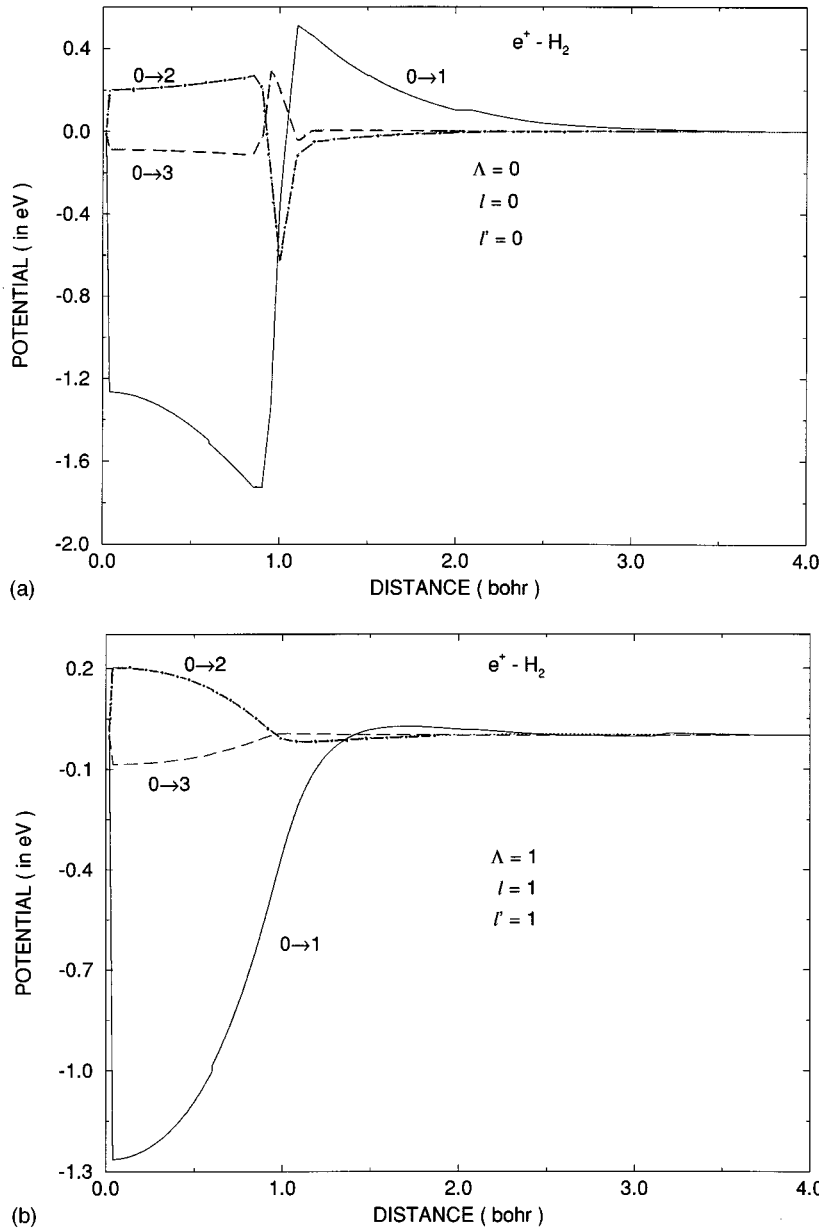 0.4
0.0
-0.4
-0.8
-1.2
-1.6
-2.0
0.0
1.0
2.0
3.0
4.0
POTENTIAL ( in eV )
DISTANCE ( bohr )
e⁺ - H₂
0→1
0→2
0→3
Λ = 0
l = 0
l' = 0
(a)
0.2
-0.1
-0.4
-0.7
-1.0
-1.3
0.0
1.0
2.0
3.0
4.0
POTENTIAL ( in eV )
DISTANCE ( bohr )
e⁺ - H₂
0→2
0→3
0→1
Λ = 1
l = 1
l' = 1
(b)